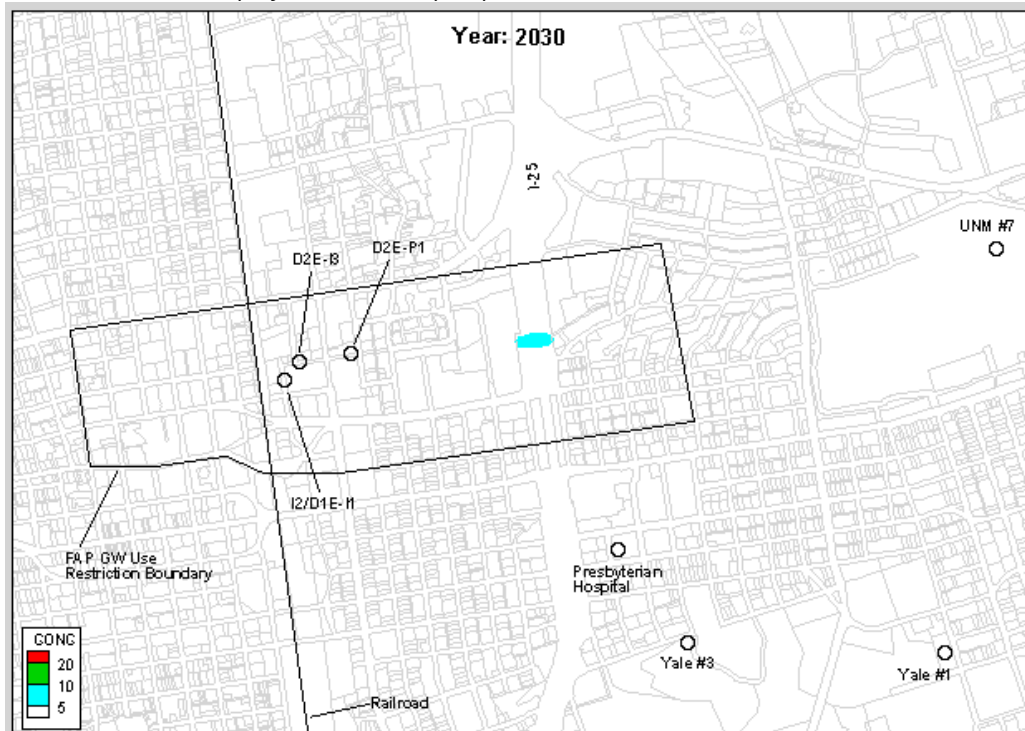 Year: 2030
I-25
UNM #7
D2E-I3
D2E-P1
I2/D1E-I1
FAP GW Use
Restriction Boundary
Presbyterian
Hospital
Yale #3
Yale #1
Railroad
CONC
20
10
5